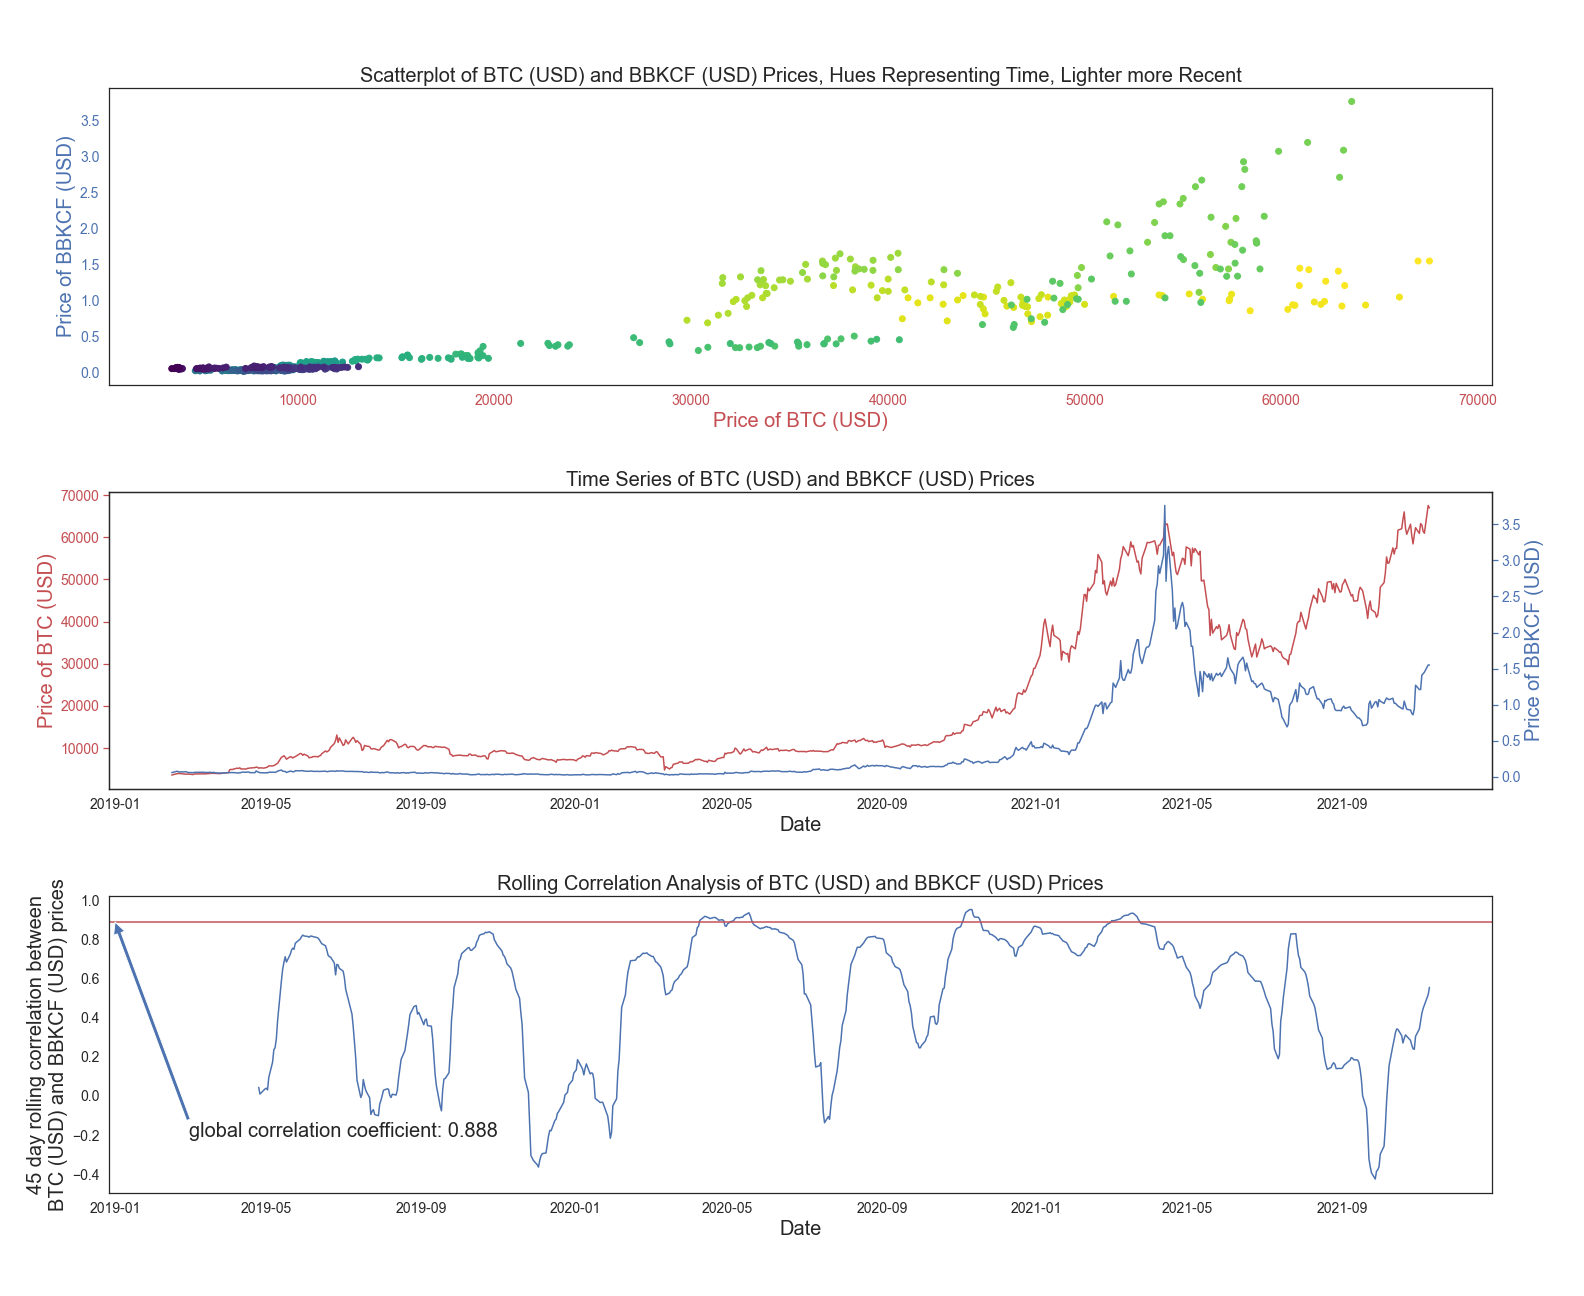 Scatterplot of BTC (USD) and BBKCF (USD) Prices, Hues Representing Time, Lighter more Recent
Price of BBKCF (USD)
3.5
3.0
2.5
2.0
1.5
1.0
0.5
0.0
10000 20000 30000 40000 50000 60000 70000
Price of BTC (USD)
Time Series of BTC (USD) and BBKCF (USD) Prices
Price of BTC (USD)
70000
60000
50000
40000
30000
20000
10000
3.5
3.0
2.5
2.0
1.5
1.0
0.5
0.0
Price of BBKCF (USD)
2019-01 2019-05 2019-09 2020-01 2020-05 2020-09 2021-01 2021-05 2021-09
Date
Rolling Correlation Analysis of BTC (USD) and BBKCF (USD) Prices
45 day rolling correlation between
BTC (USD) and BBKCF (USD) prices
1.0
0.8
0.6
0.4
0.2
0.0
−0.2
−0.4
global correlation coefficient: 0.888
2019-01 2019-05 2019-09 2020-01 2020-05 2020-09 2021-01 2021-05 2021-09
Date